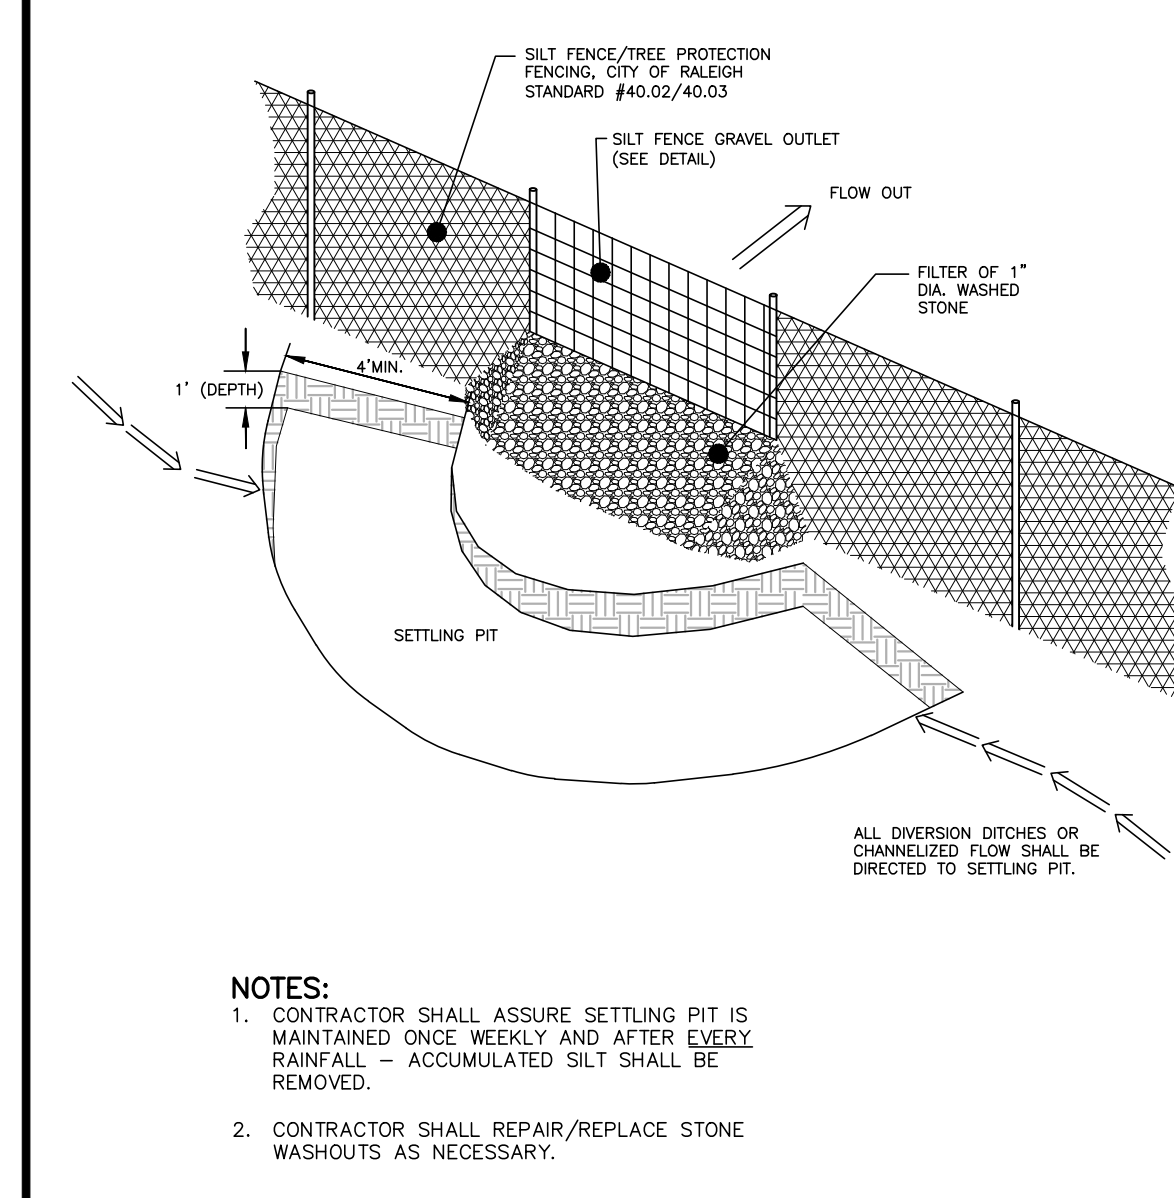 SILT FENCE/TREE PROTECTION
FENCING, CITY OF RALEIGH
STANDARD #40.02/40.03
SILT FENCE GRAVEL OUTLET
(SEE DETAIL)
FLOW OUT
FILTER OF 1"
DIA. WASHED
STONE
4'MIN.
1' (DEPTH)
SETTLING PIT
ALL DIVERSION DITCHES OR
CHANNELIZED FLOW SHALL BE
DIRECTED TO SETTLING PIT.
NOTES:
1. CONTRACTOR SHALL ASSURE SETTLING PIT IS
MAINTAINED ONCE WEEKLY AND AFTER EVERY
RAINFALL – ACCUMULATED SILT SHALL BE
REMOVED.
2. CONTRACTOR SHALL REPAIR/REPLACE STONE
WASHOUTS AS NECESSARY.